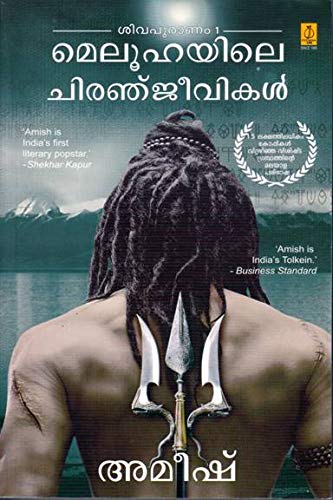 ശിവപുരാണം 1
മെലൂഹയിലെ
ചിരഞ്ജീവികൾ
'Amish is
India's first
literary popstar.'
-Shekhar Kapur
'Amish is
India's Tolkein.'
- Business Standard
അമീഷ്